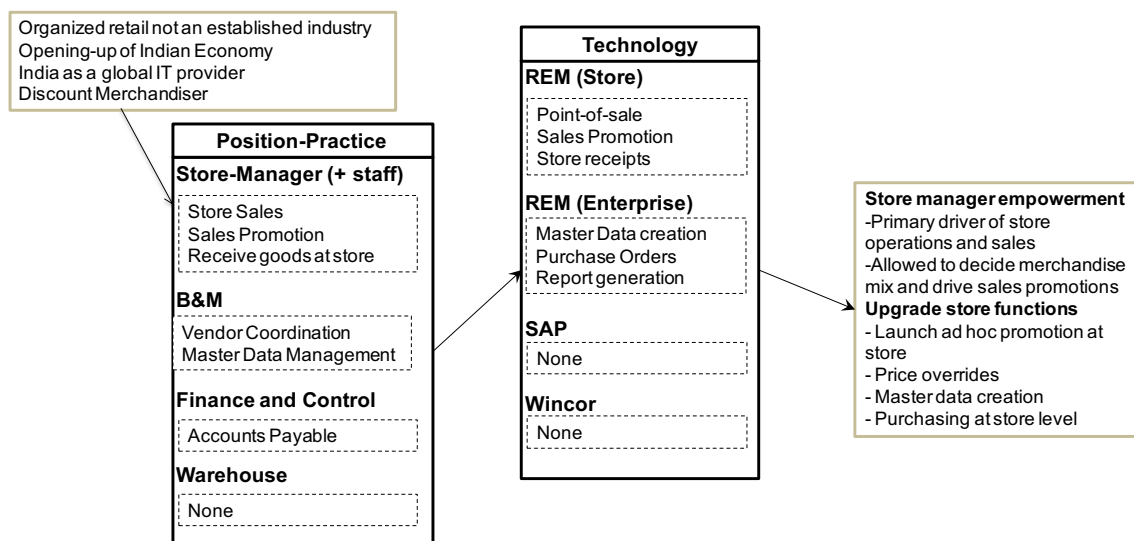 Organized retail not an established industry
Opening-up of Indian Economy
India as a global IT provider
Discount Merchandiser
Position-Practice
Store-Manager (+ staff)
Store Sales
Sales Promotion
Receive goods at store
B&M
Vendor Coordination
Master Data Management
Finance and Control
Accounts Payable
Warehouse
None
Technology
REM (Store)
Point-of-sale
Sales Promotion
Store receipts
REM (Enterprise)
Master Data creation
Purchase Orders
Report generation
SAP
None
Wincor
None
Store manager empowerment
-Primary driver of store
operations and sales
-Allowed to decide merchandise
mix and drive sales promotions
Upgrade store functions
- Launch ad hoc promotion at
store
- Price overrides
- Master data creation
- Purchasing at store level